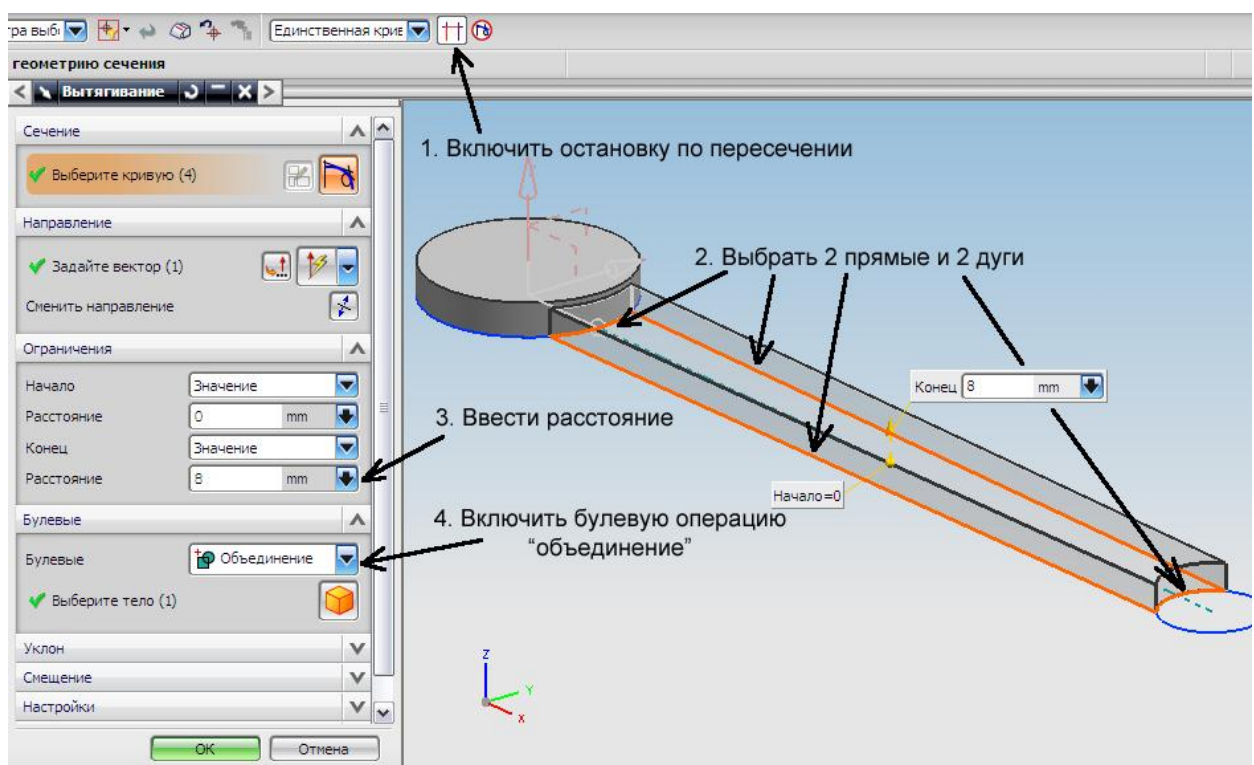 тра выб
Единственная крив
геометрию сечения
Вытягивание
Сечение
Выберите кривую (4)
Направление
Задайте вектор (1)
Сменить направление
Ограничения
Начало
Значение
Расстояние
0 mm
Конец
Значение
Расстояние
8 mm
Булевые
Булевые
Объединение
Выберите тело (1)
Уклон
Смещение
Настройки
OK
Отмена
1. Включить остановку по пересечении
2. Выбрать 2 прямые и 2 дуги
Конец 8 mm
3. Ввести расстояние
Начало=0
4. Включить булевую операцию
“объединение”
Z
Y
X